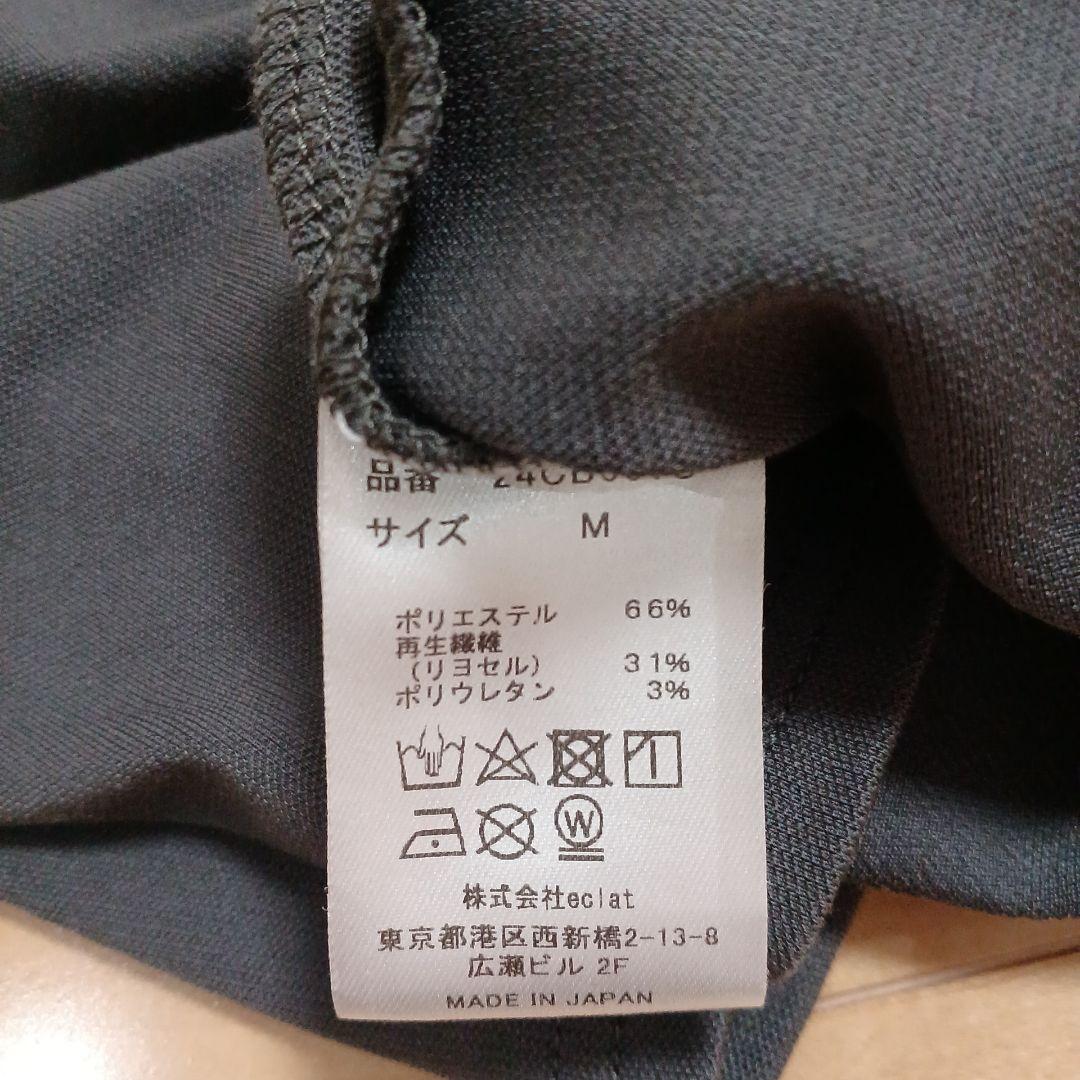 品番
サイズ M
ポリエステル 66%
再生繊維
(リヨセル) 31%
ポリウレタン 3%
W
株式会社eclat
東京都港区西新橋2-13-8
広瀬ビル 2F
MADE IN JAPAN